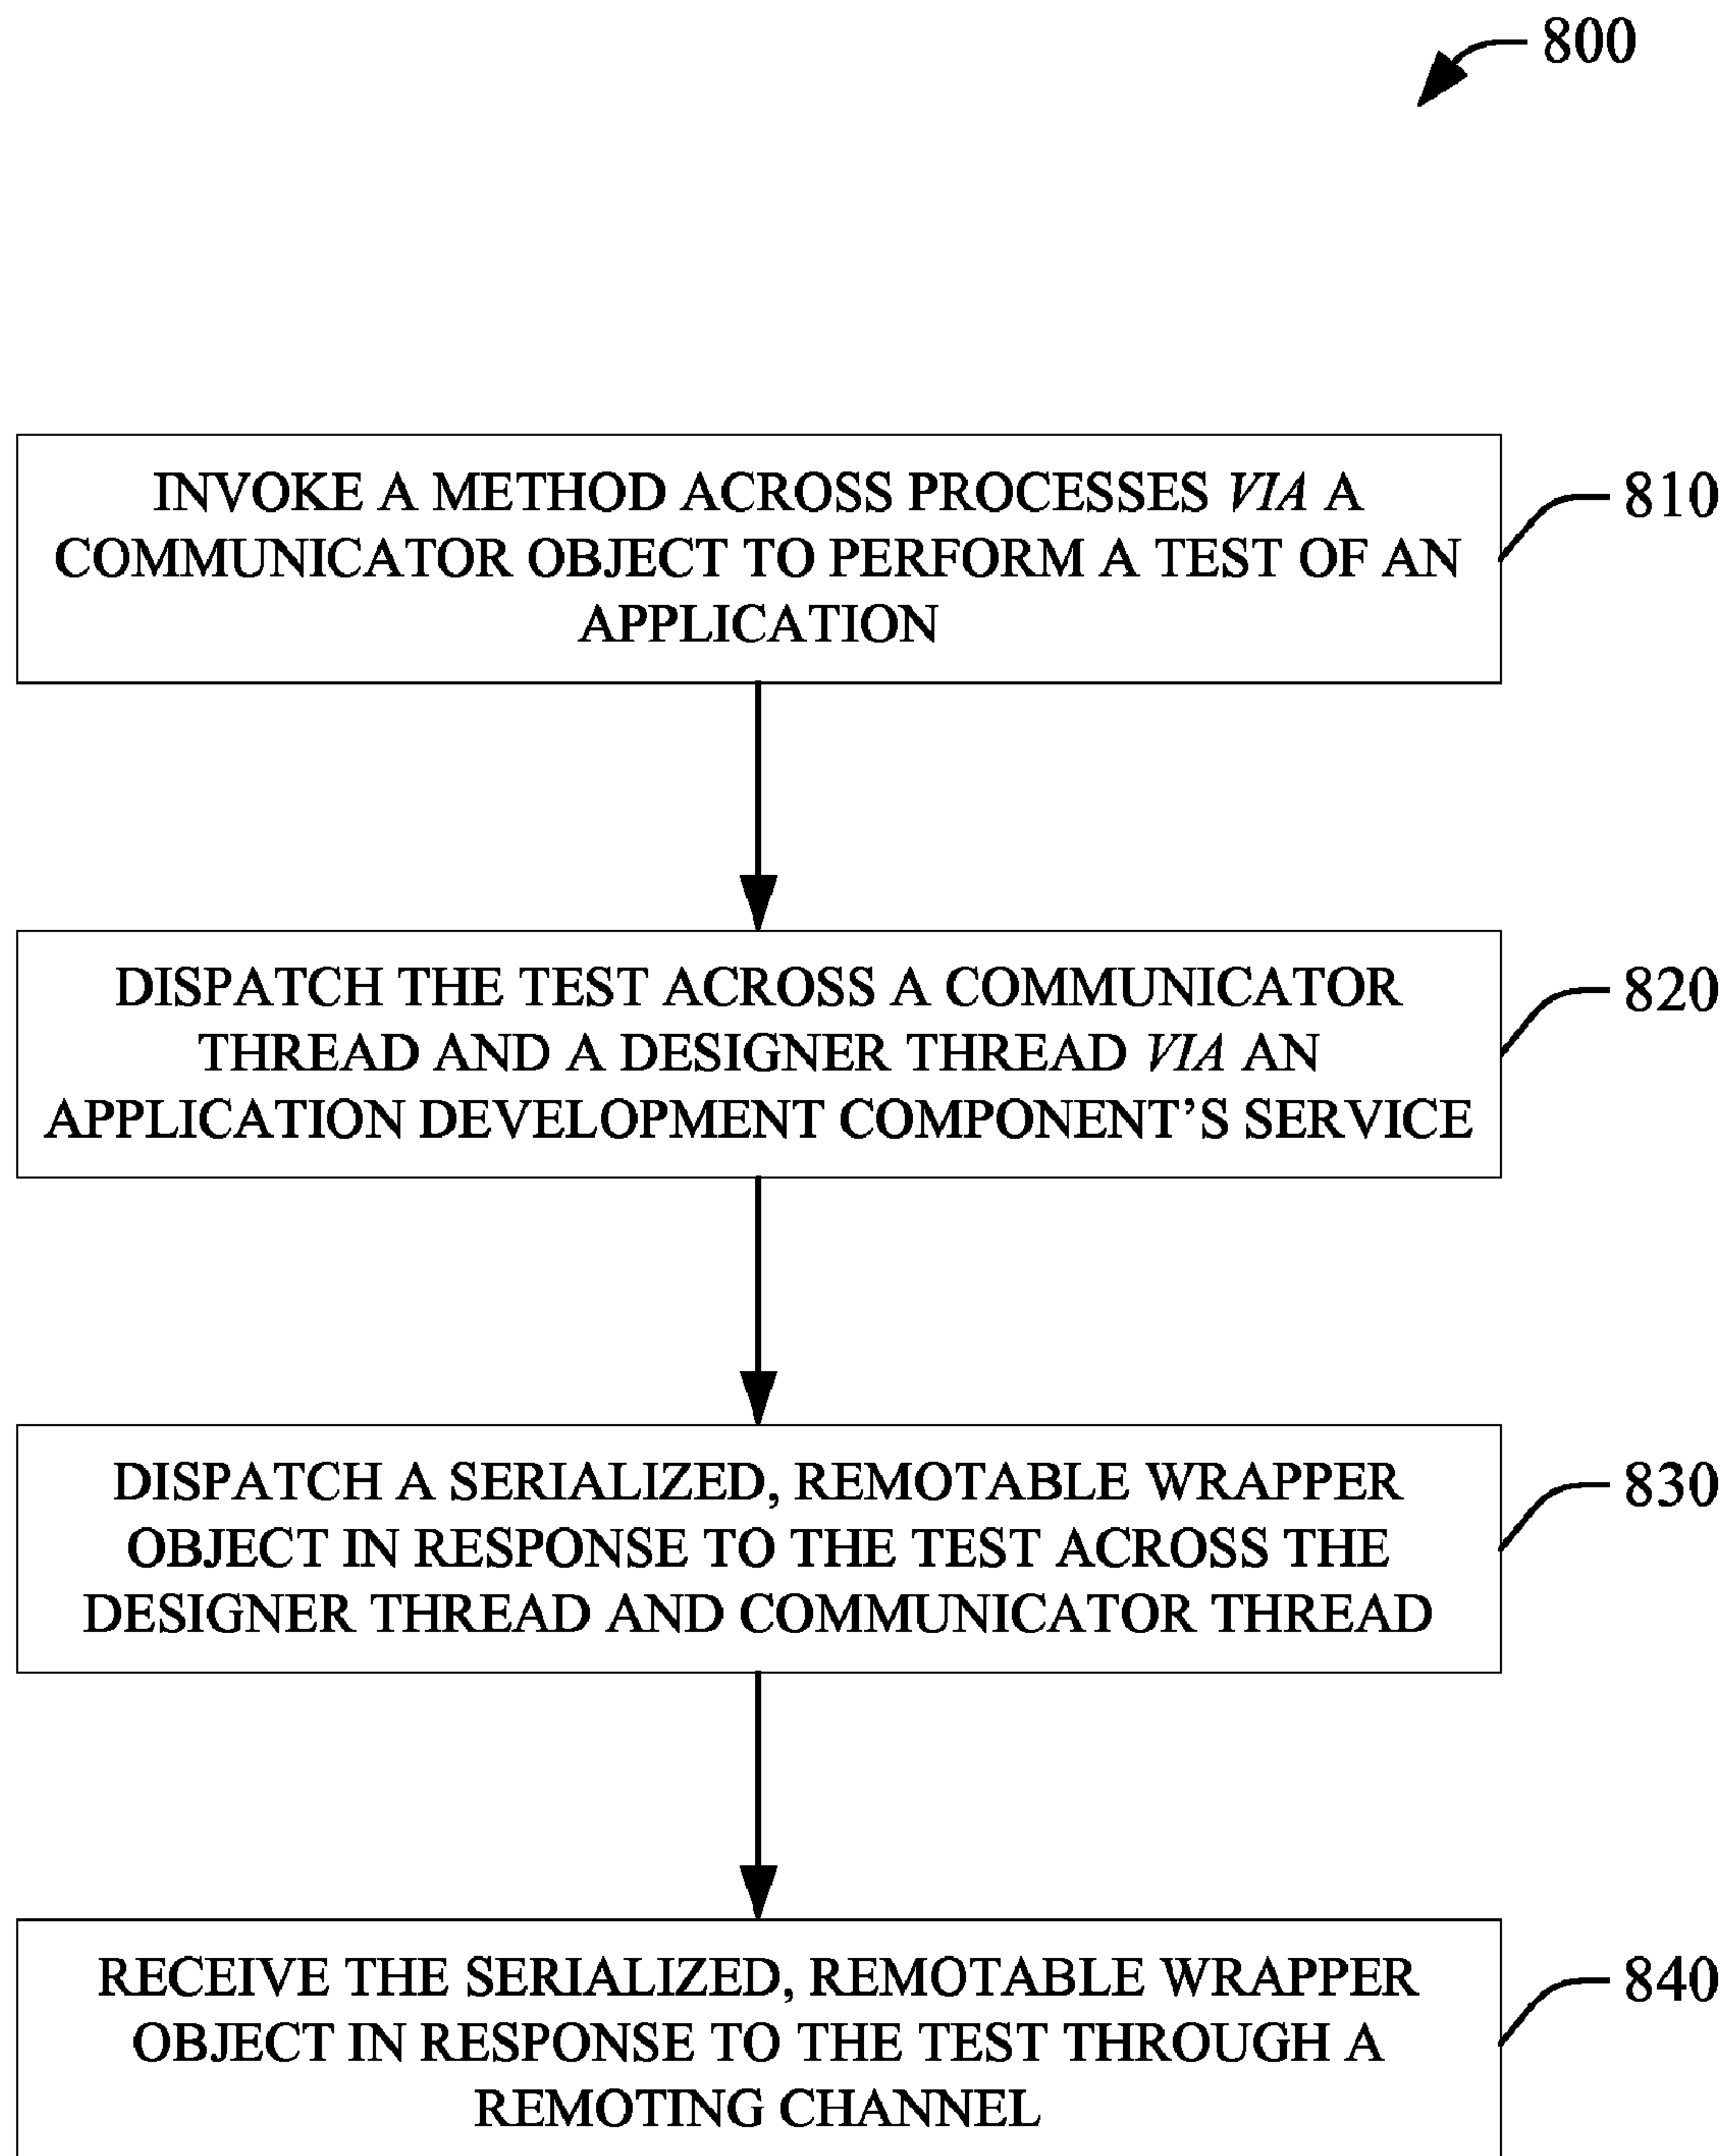 800
INVOKE A METHOD ACROSS PROCESSES VIA A
COMMUNICATOR OBJECT TO PERFORM A TEST OF AN
APPLICATION
810
DISPATCH THE TEST ACROSS A COMMUNICATOR
THREAD AND A DESIGNER THREAD VIA AN
APPLICATION DEVELOPMENT COMPONENT'S SERVICE
820
DISPATCH A SERIALIZED, REMOTABLE WRAPPER
OBJECT IN RESPONSE TO THE TEST ACROSS THE
DESIGNER THREAD AND COMMUNICATOR THREAD
830
RECEIVE THE SERIALIZED, REMOTABLE WRAPPER
OBJECT IN RESPONSE TO THE TEST THROUGH A
REMOTING CHANNEL
840